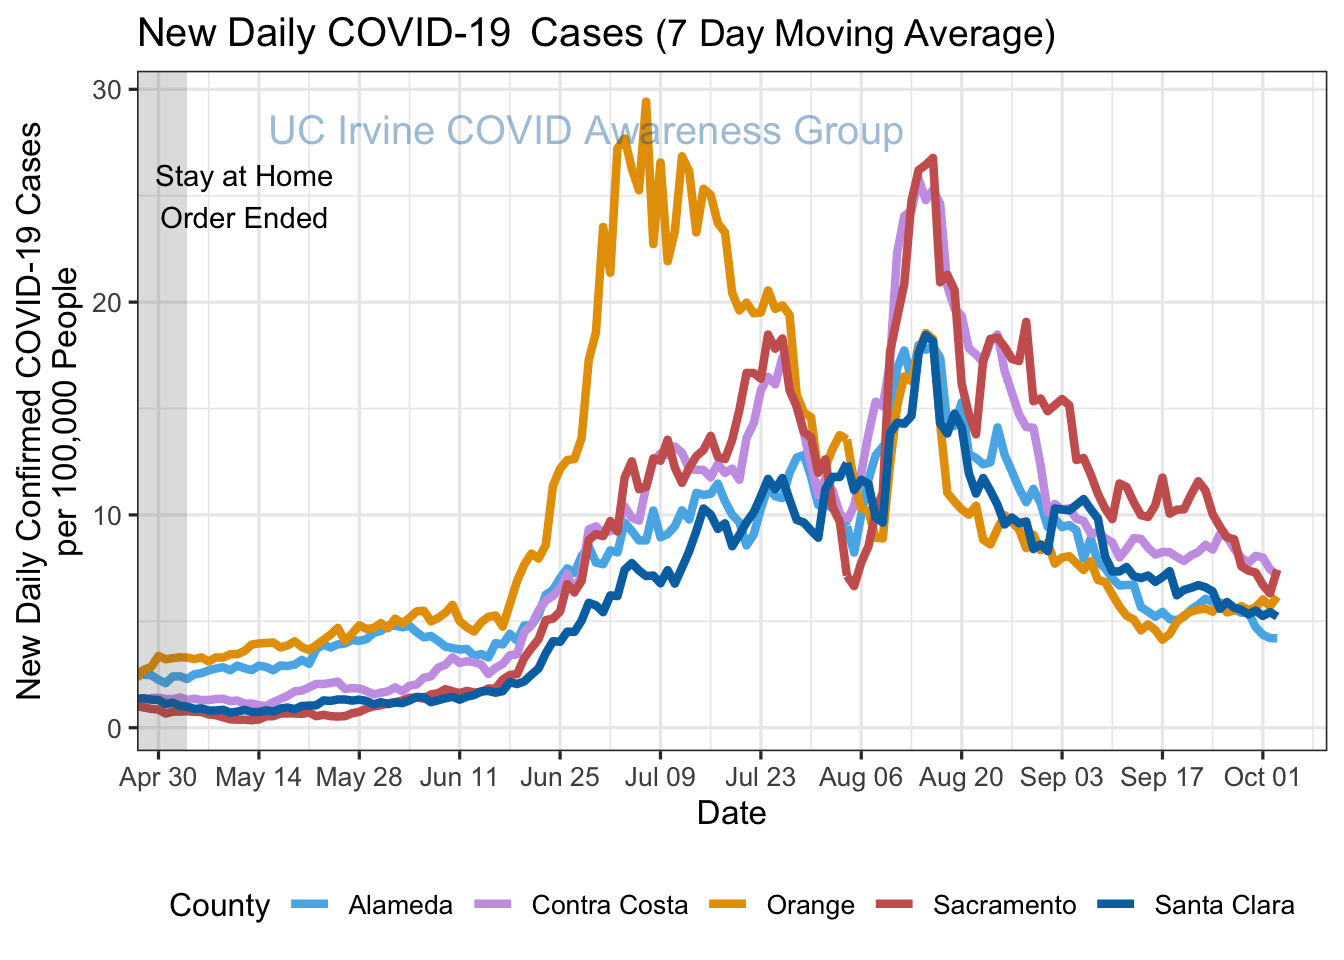 New Daily COVID-19 Cases (7 Day Moving Average)
UC Irvine COVID Awareness Group
Stay at Home
Order Ended
New Daily Confirmed COVID-19 Cases
per 100,000 People
30
20
10
0
Apr 30 May 14 May 28 Jun 11 Jun 25 Jul 09 Jul 23 Aug 06 Aug 20 Sep 03 Sep 17 Oct 01
Date
County Alameda Contra Costa Orange Sacramento Santa Clara